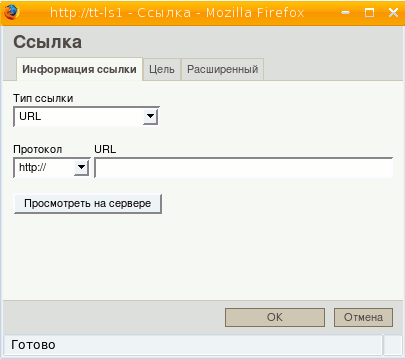 http://tt-ls1 - Ссылка - Mozilla Firefox
Ссылка
Информация ссылки Цель Расширенный
Тип ссылки
URL
Протокол URL
http://
Просмотреть на сервере
ОК Отмена
Готово